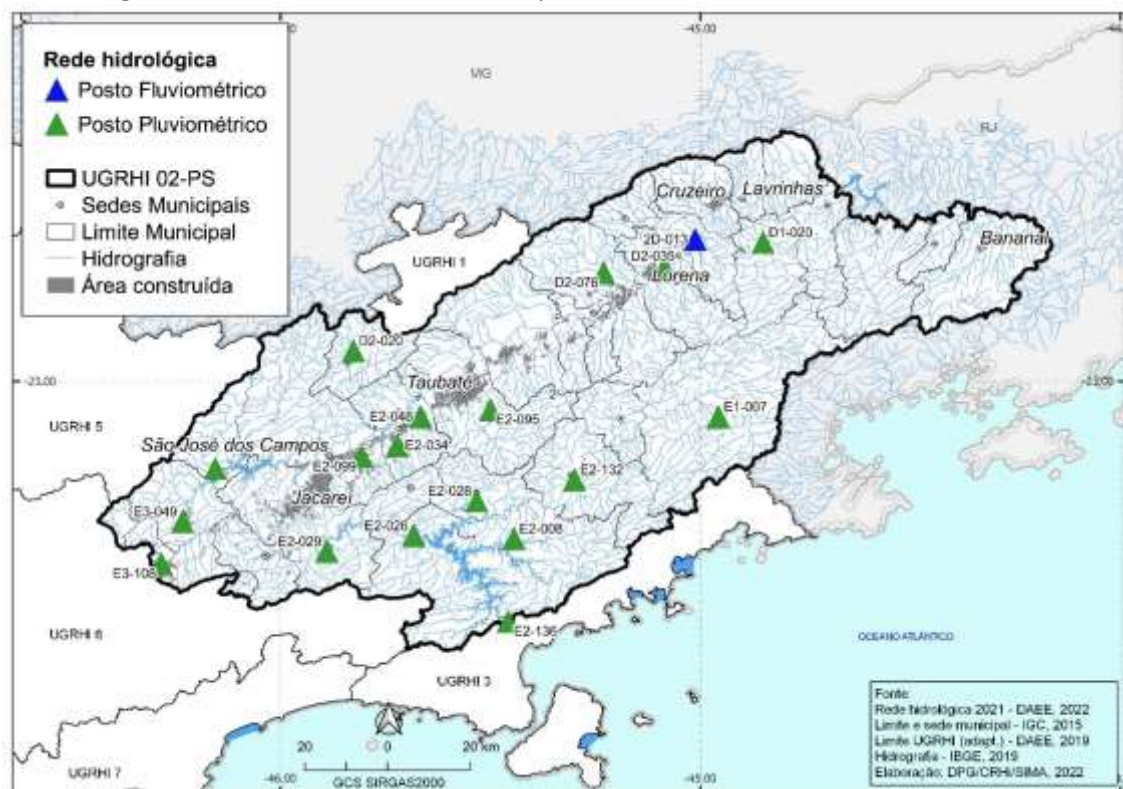 Rede hidrológica
Posto Fluviométrico
Posto Pluviométrico
UGRHI 02-PS
Sedes Municipais
Limite Municipal
Hidrografia
Área construída
-45.00
MG
RJ
Cruzeiro
Lavrinhas
Bananal
2D-013
D1-020
Lorena
D2-076
UGRHI 1
D2-020
-23.00
-23.00
Taubaté
E2-095
E1-007
E2-034
UGRHI 5
São José dos Campos
E2-099
E2-132
E2-028
Jacareí
E3-049
E2-026
E2-008
E2-029
E3-108
E2-136
UGRHI 6
OCEANO ATLÂNTICO
UGRHI 3
UGRHI 7
20 0 20 km
GCS SIRGAS2000
-46.00
-45.00
Fonte
Rede hidrológica 2021 - DAEE, 2022
Limite e sede municipal - IGC, 2015
Limite UGRHI (adapt.) - DAEE, 2019
Hidrografia - IBGE, 2019
Elaboração: DPG/CRHI/SIMA, 2022